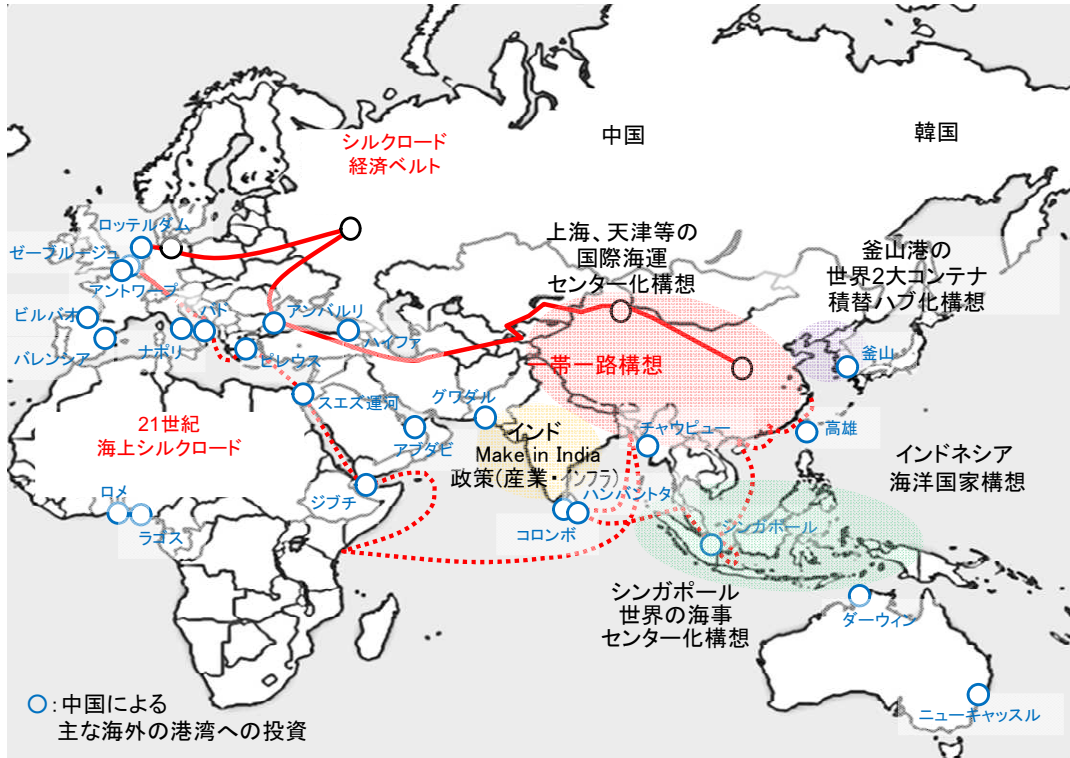 中国
韓国
シルクロード
経済ベルト
上海、天津等の
国際海運
センター化構想
釜山港の
世界2大コンテナ
積替ハブ化構想
ロッテルダム
ゼーブルージュ
アントワープ
ビルバオ
バレンシア
ナポリ
バド
アンバルリ
ハイファ
ピレウス
一帯一路構想
釜山
スエズ運河
グワダル
アブダビ
21世紀
海上シルクロード
インド
Make in India
政策(産業・インフラ)
チャウピュー
高雄
インドネシア
海洋国家構想
ロメ
ラゴス
ジブチ
ハンバントタ
コロンボ
シンガポール
シンガポール
世界の海事
センター化構想
ダーウィン
ニューキャッスル
○:中国による
主な海外の港湾への投資